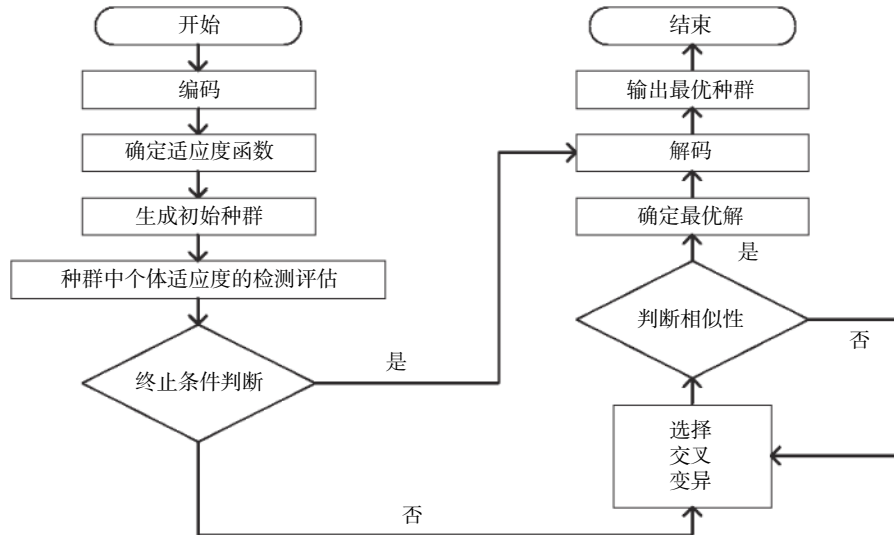 开始
编码
确定适应度函数
生成初始种群
种群中个体适应度的检测评估
终止条件判断
是
否
结束
输出最优种群
解码
确定最优解
是
判断相似性
否
选择
交叉
变异